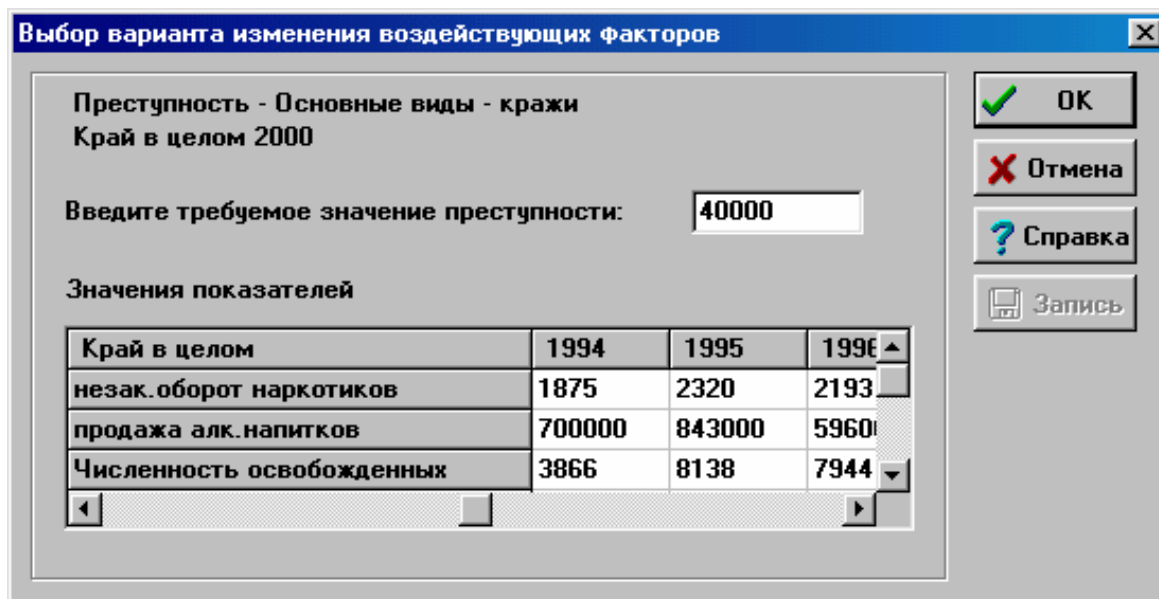 Выбор варианта изменения воздействующих факторов
Преступность - Основные виды - кражи
Край в целом 2000
Введите требуемое значение преступности: 40000
Значения показателей
Край в целом 1994 1995 1996
незак.оборот наркотиков 1875 2320 2193
продажа алк.напитков 700000 843000
Численность освобожденных 3866 8138 7944
OK
Отмена
? Справка
Запись